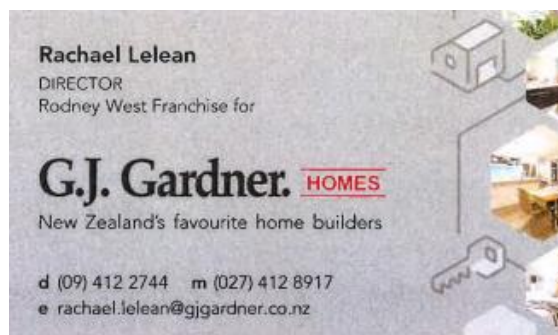 Rachael Lelean
DIRECTOR
Rodney West Franchise for
G.J. Gardner. HOMES
New Zealand's favourite home builders
d (09) 412 2744 m (027) 412 8917
e rachael.lelean@gjgardner.co.nz